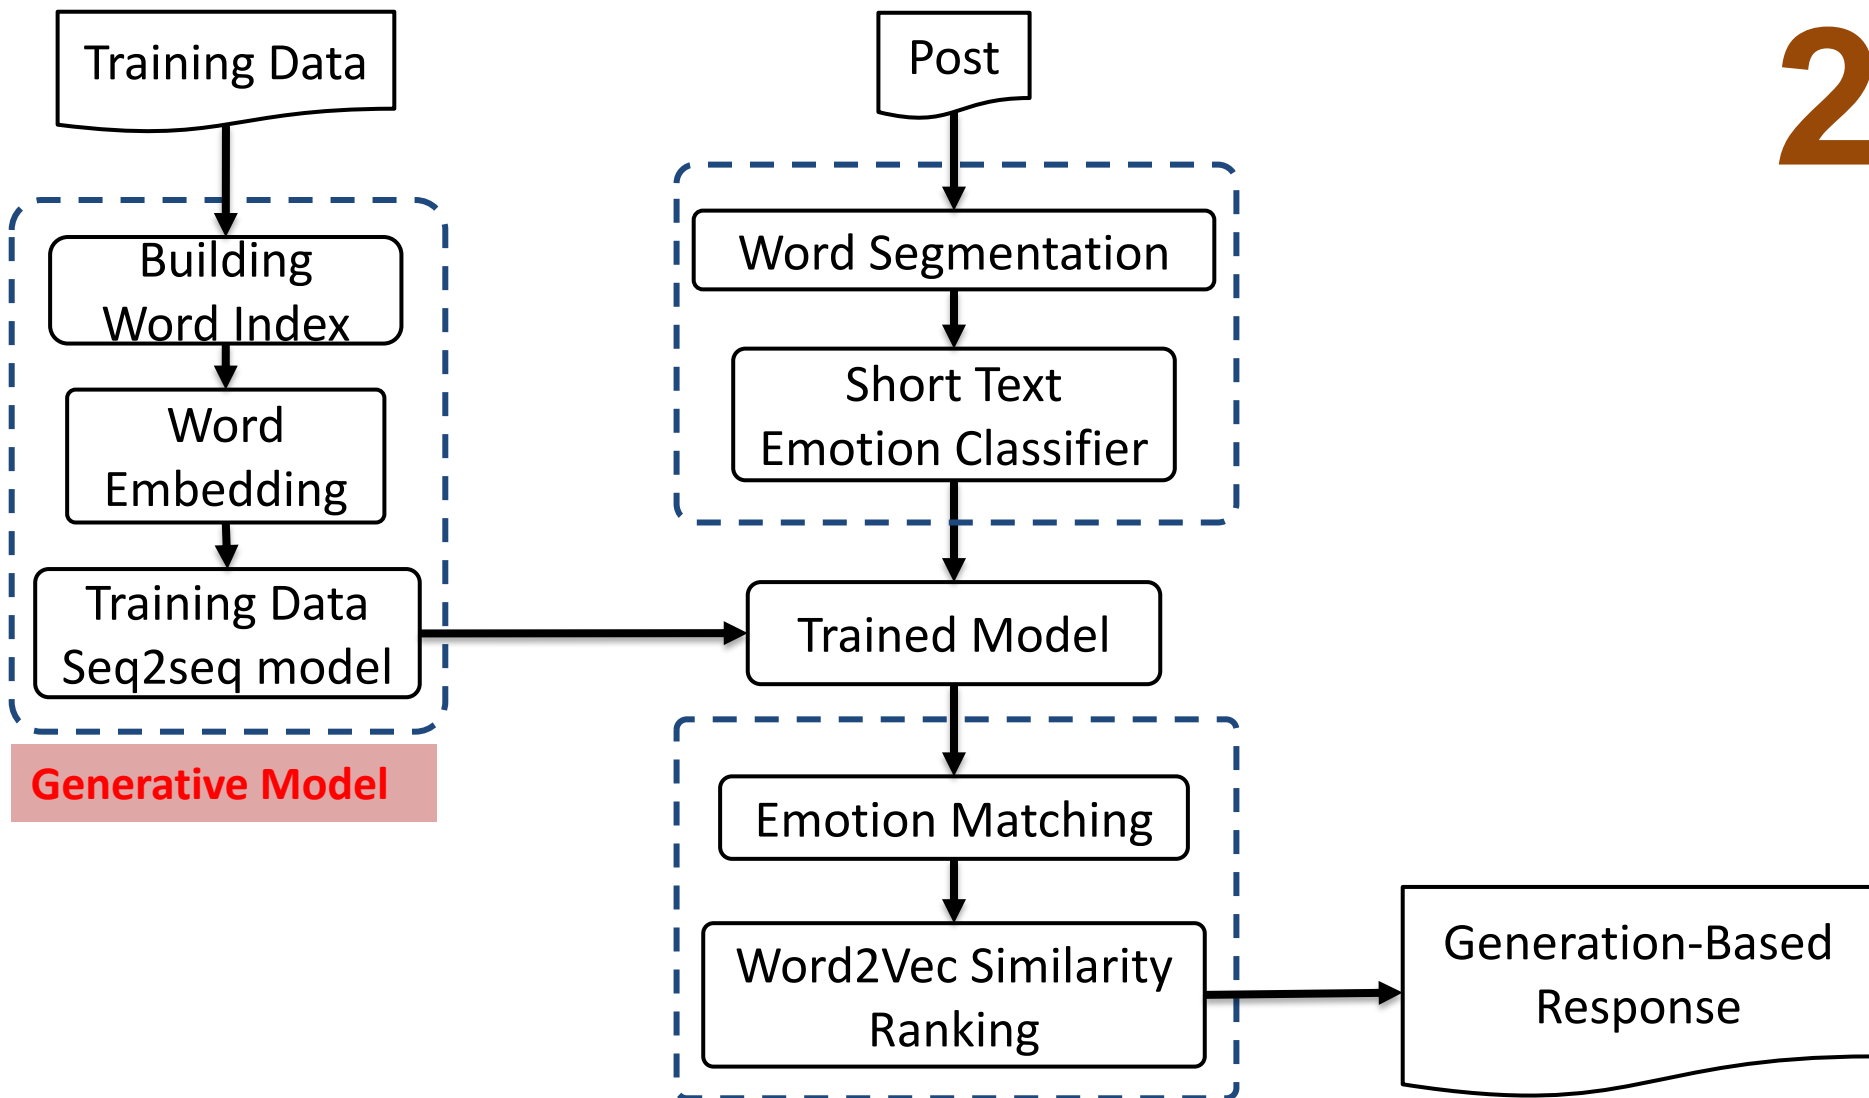 Training Data
Post
2
Building
Word Index
Word
Embedding
Training Data
Seq2seq model
Generative Model
Word Segmentation
Short Text
Emotion Classifier
Trained Model
Emotion Matching
Word2Vec Similarity
Ranking
Generation-Based
Response